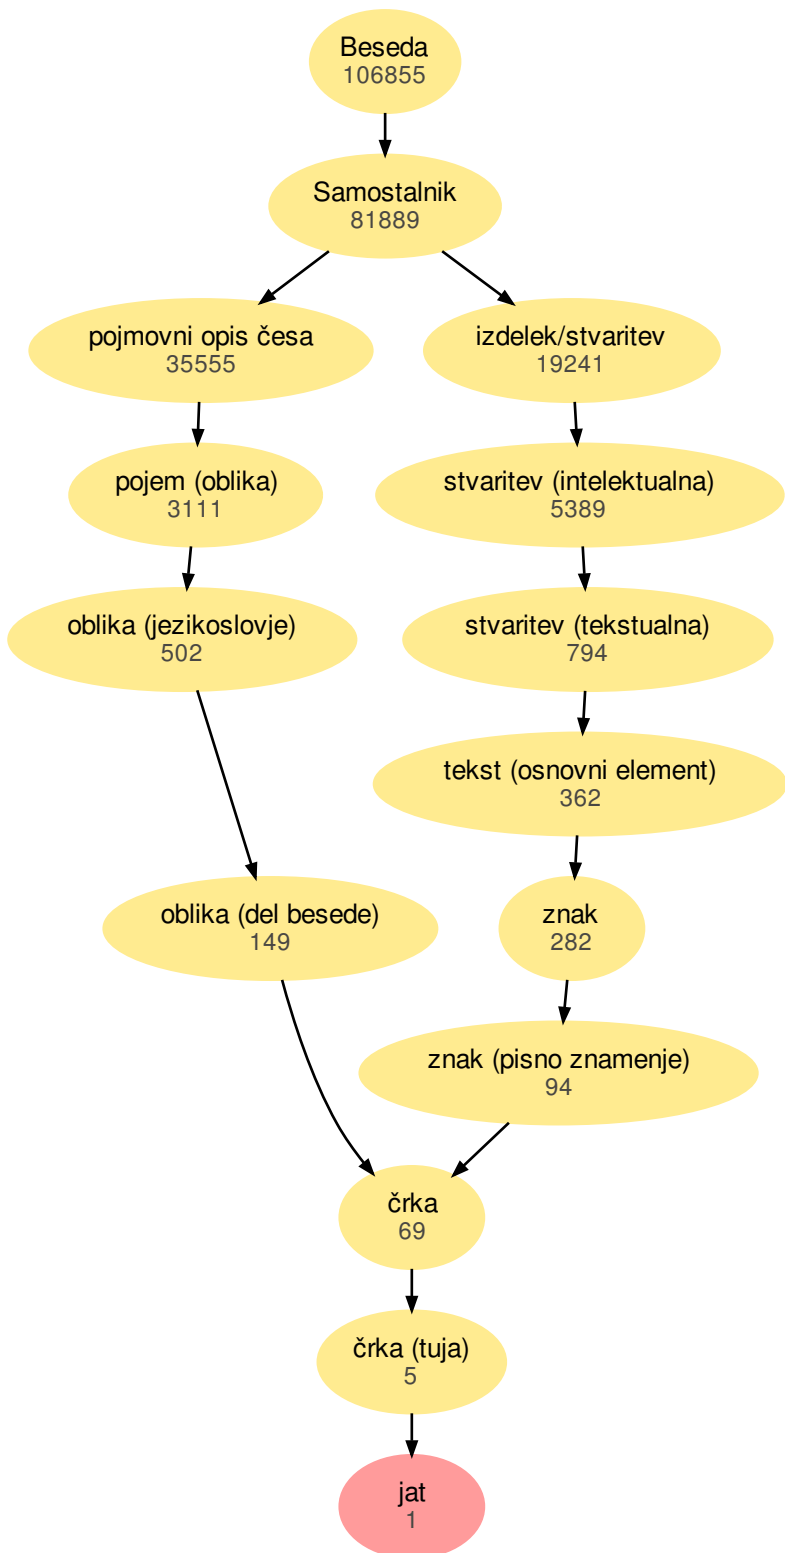 Beseda
106855
Samostalnik
81889
pojmovni opis česa
35555
izdelek/stvaritev
19241
pojem (oblika)
3111
stvaritev (intelektualna)
5389
oblika (jezikoslovje)
502
stvaritev (tekstualna)
794
tekst (osnovni element)
362
oblika (del besede)
149
znak
282
znak (pisno znamenje)
94
črka
69
črka (tuja)
5
jat
1